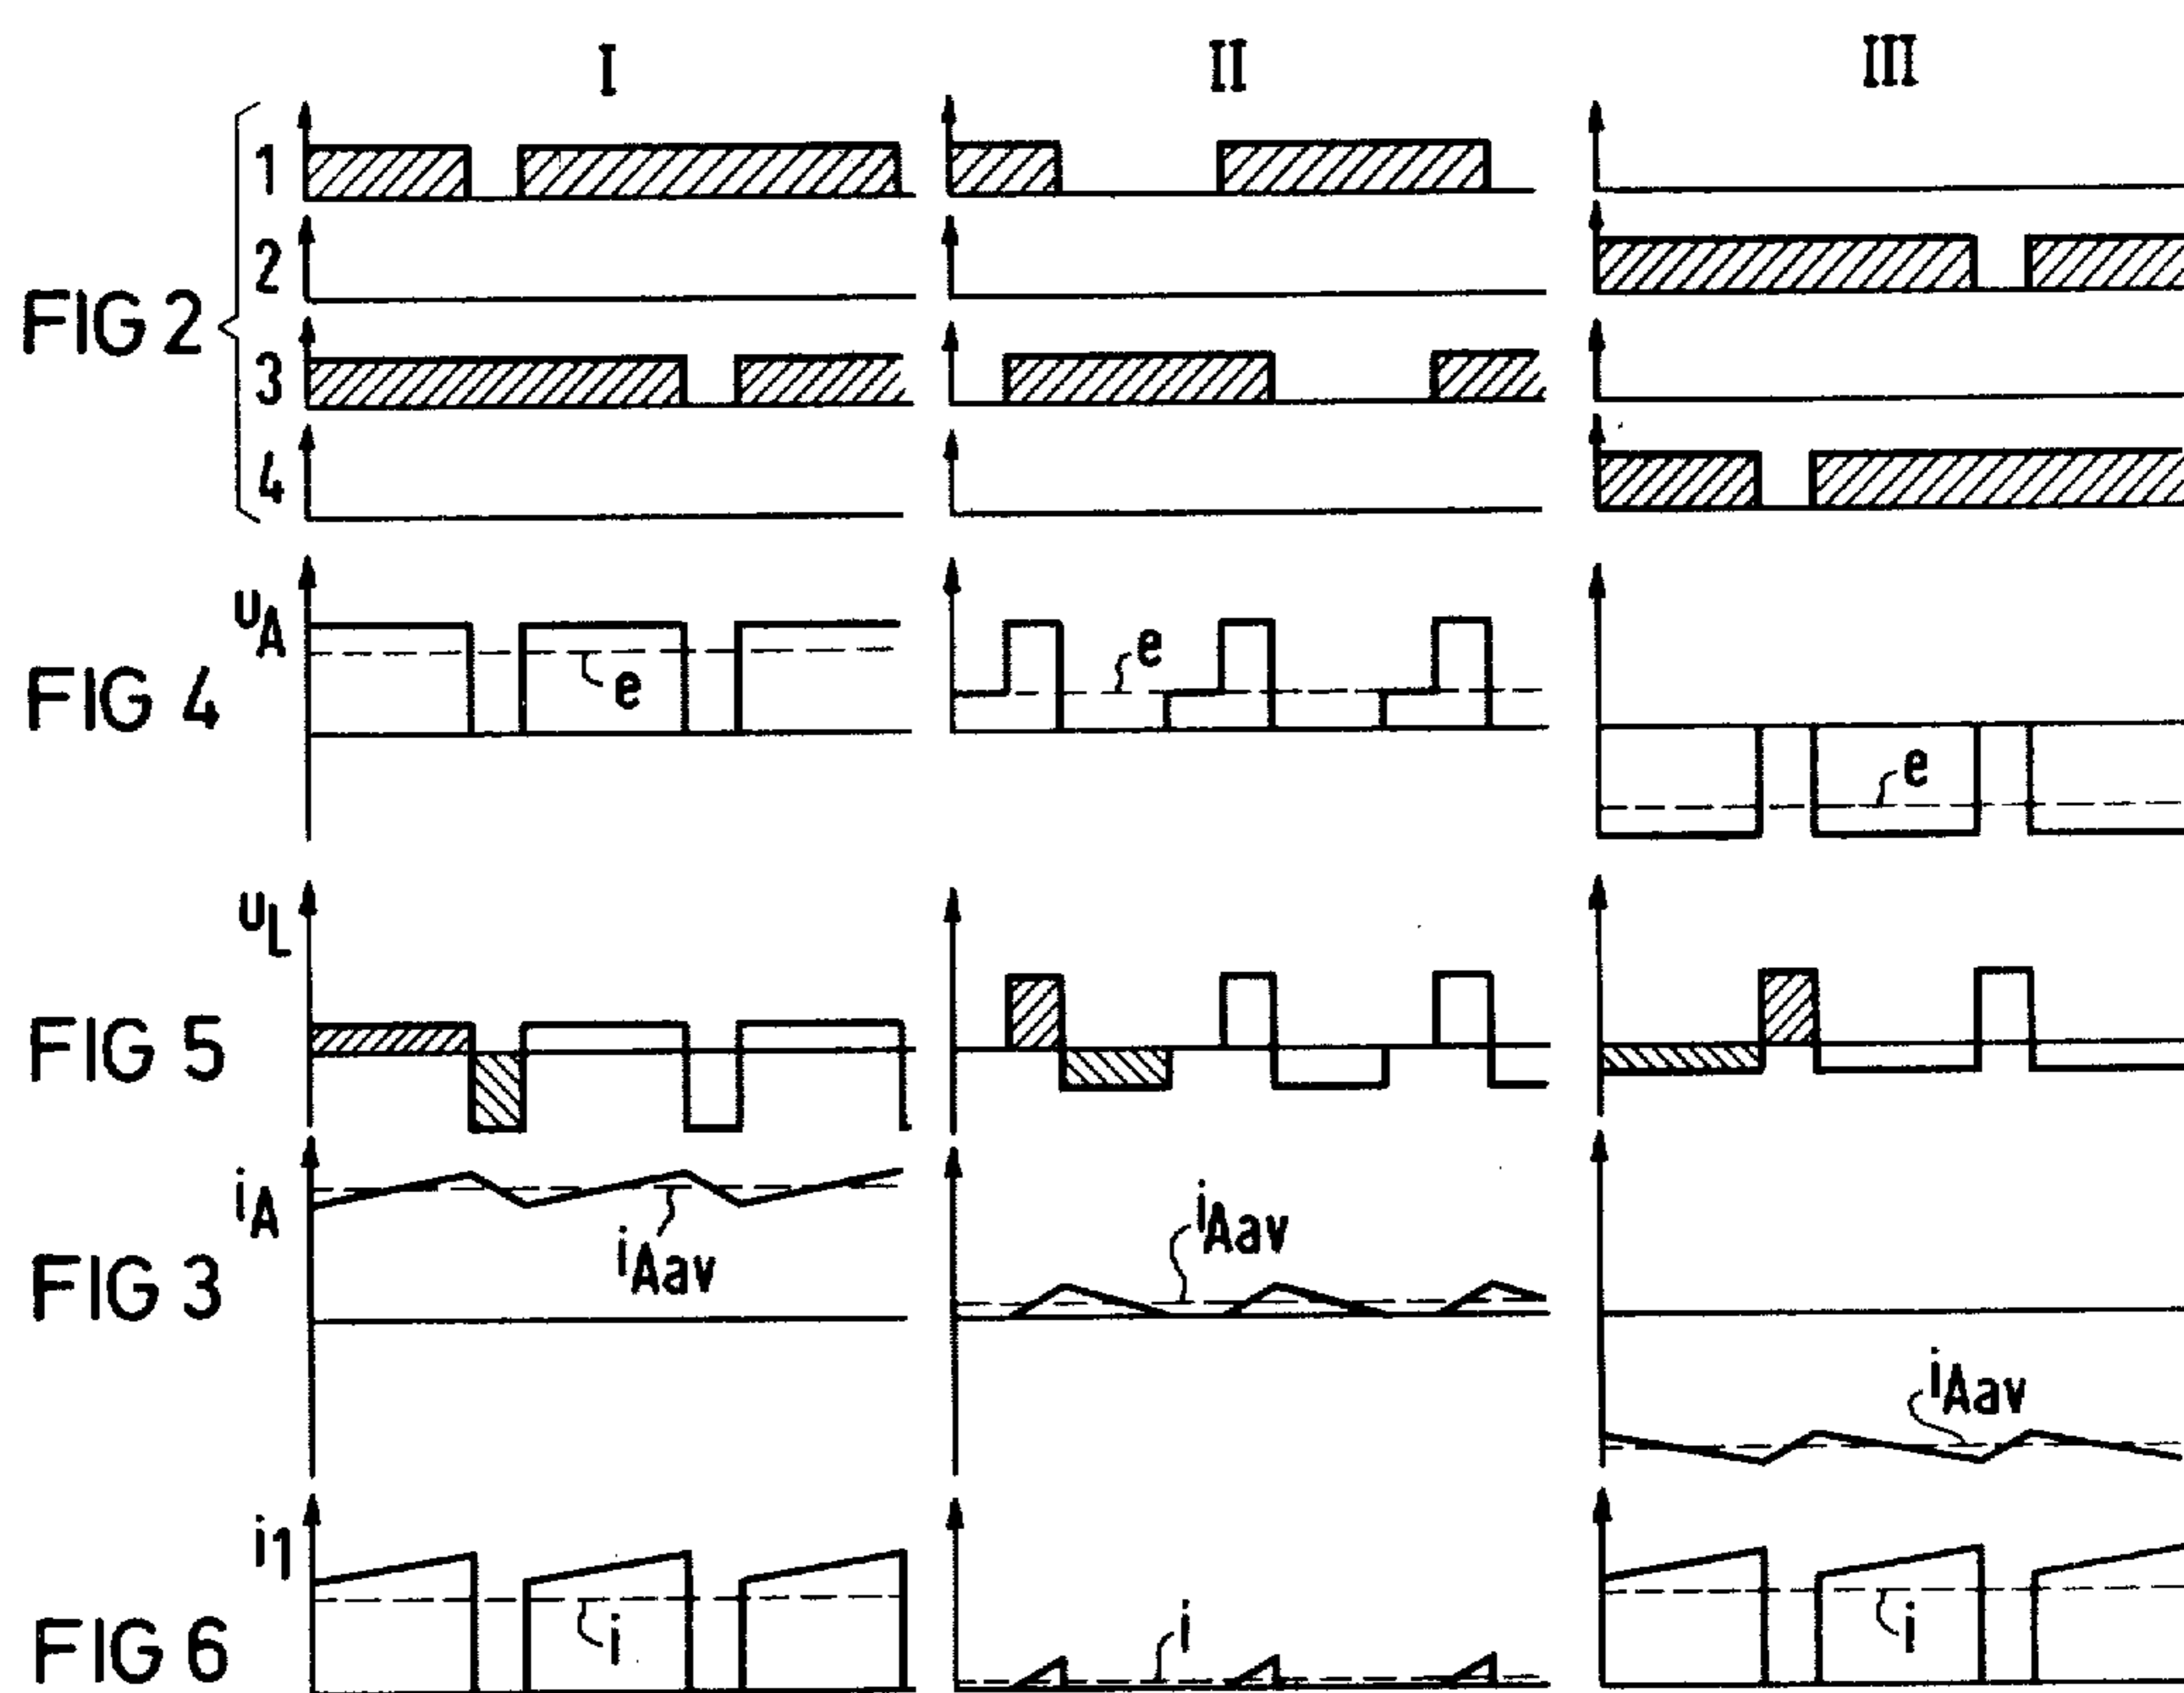 I II III
1
2
FIG 2
3
4
uA
e e
FIG 4
e
uL
FIG 5
iA
iAav iAav
FIG 3
iAav
i1
i i i
FIG 6